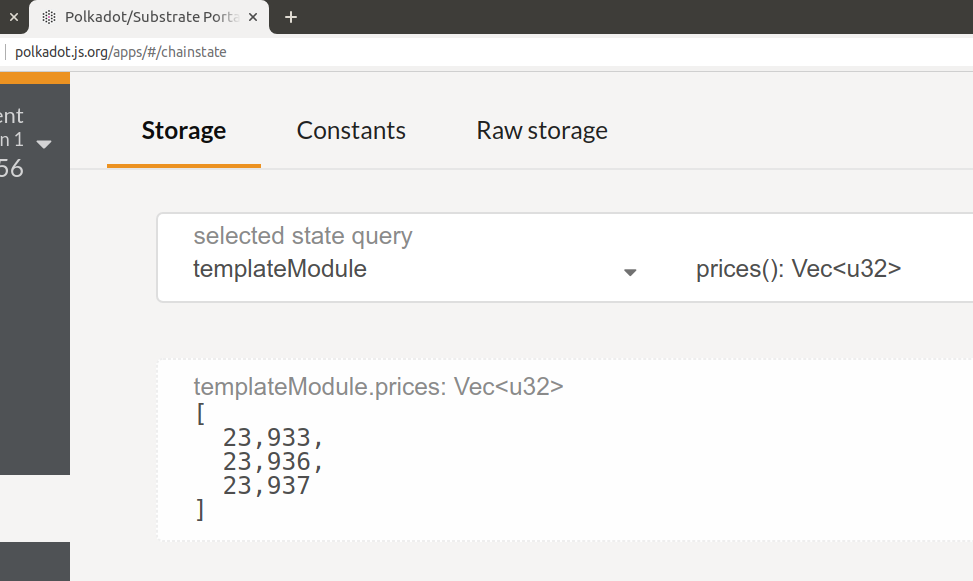 Polkadot/Substrate Porta
polkadot.js.org/apps/#/chainstate
ent
n 1
56
Storage Constants Raw storage
selected state query
templateModule prices(): Vec<u32>
templateModule.prices: Vec<u32>
[
23,933,
23,936,
23,937
]